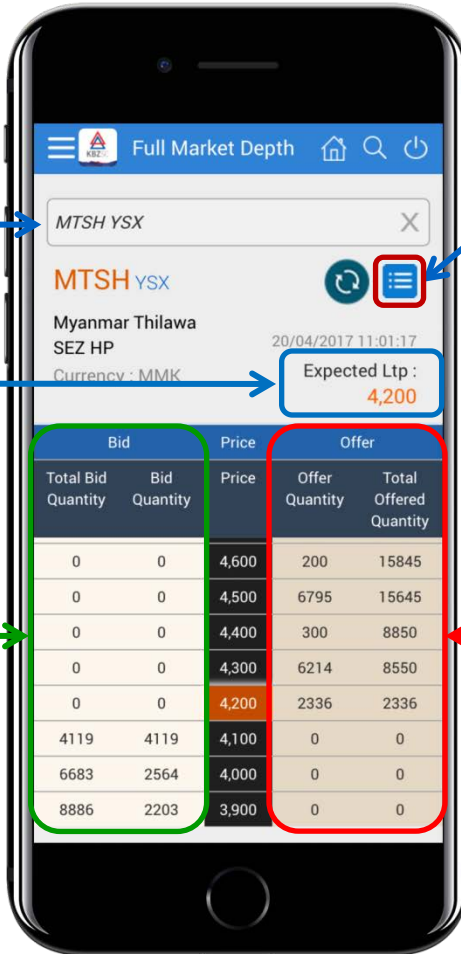 KBZ
Full Market Depth
MTSH YSX
X
MTSH YSX
Myanmar Thilawa
SEZ HP
20/04/2017 11:01:17
Currency : MMK
Expected Ltp :
4,200
Bid Price Offer
Total Bid Quantity Bid Quantity Price Offer Quantity Total Offered Quantity
0 0 4,600 200 15845
0 0 4,500 6795 15645
0 0 4,400 300 8850
0 0 4,300 6214 8550
0 0 4,200 2336 2336
4119 4119 4,100 0 0
6683 2564 4,000 0 0
8886 2203 3,900 0 0